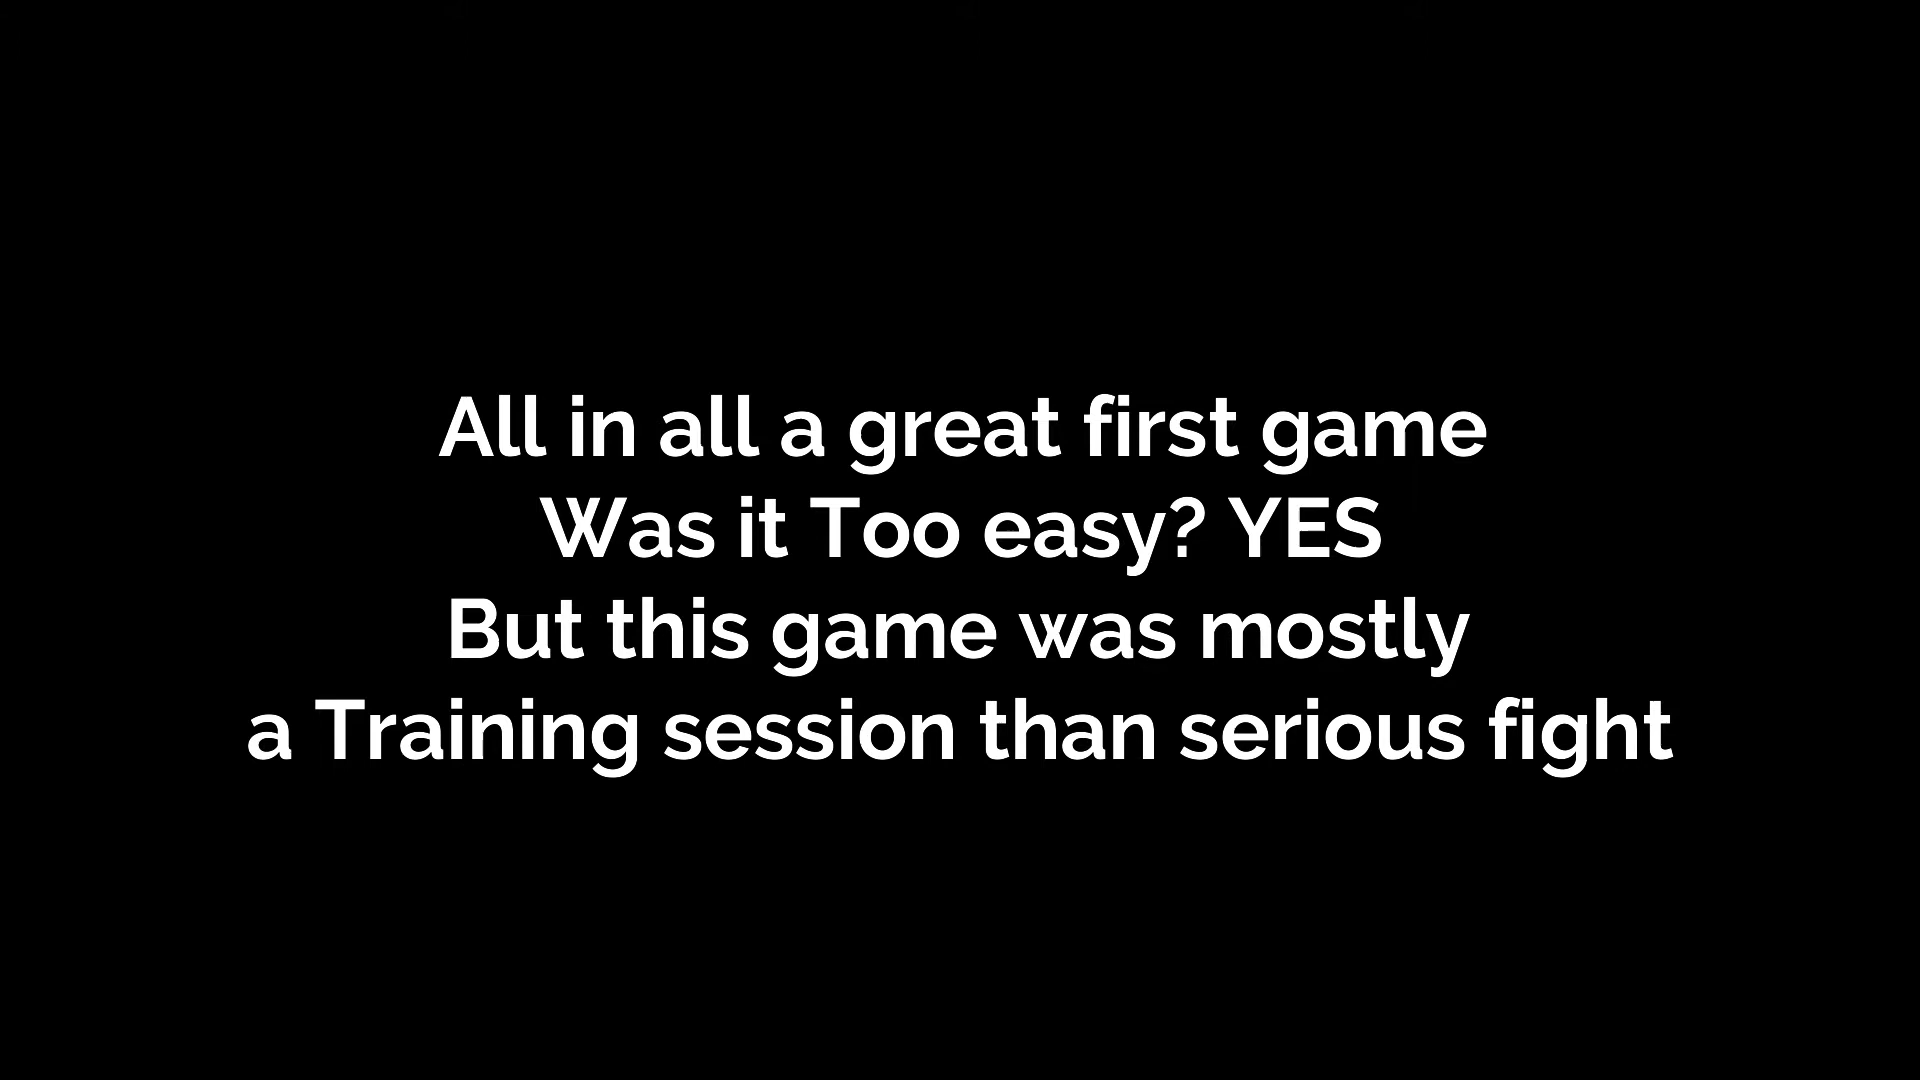 All in all a great first game
Was it Too easy? YES
But this game was mostly
a Training session than serious fight